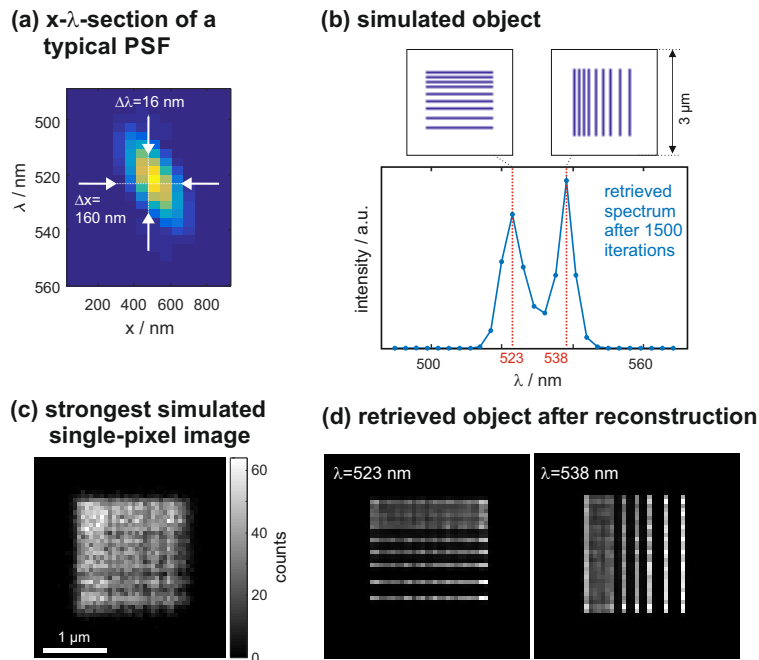 (a) x-λ-section of a
typical PSF
Δλ=16 nm
Δx=
160 nm
500
520
540
560
λ / nm
200 400 600 800
x / nm
(b) simulated object
3 µm
retrieved
spectrum
after 1500
iterations
intensity / a.u.
500 523 538 560
λ / nm
(c) strongest simulated
single-pixel image
60
40
20
0
counts
1 µm
(d) retrieved object after reconstruction
λ=523 nm
λ=538 nm